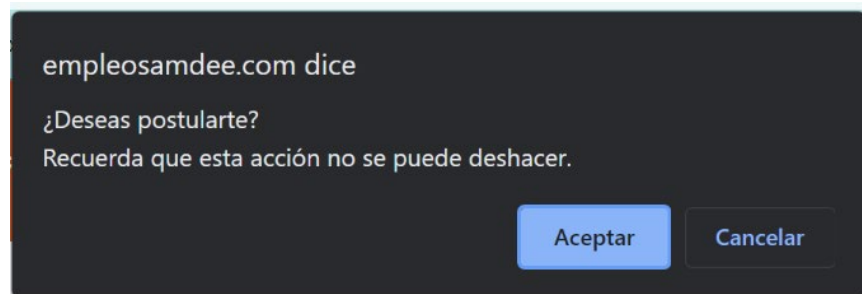 empleosamdee.com dice
¿Deseas postularte?
Recuerda que esta acción no se puede deshacer.
Aceptar Cancelar